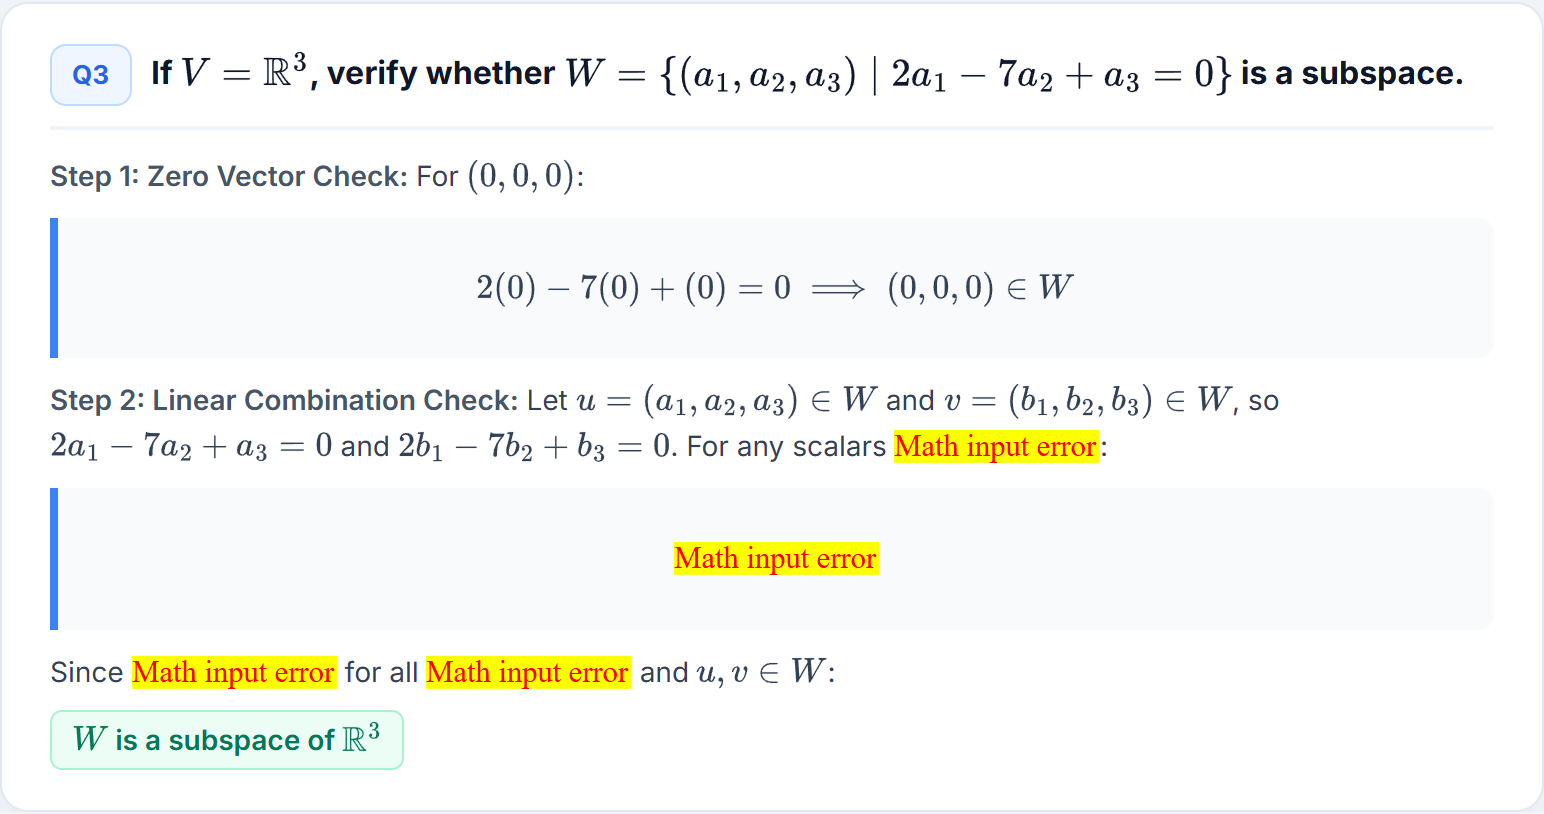 Q3 If V = ℝ³, verify whether W = {(a₁, a₂, a₃) | 2a₁ − 7a₂ + a₃ = 0} is a subspace.
Step 1: Zero Vector Check: For (0, 0, 0):
2(0) − 7(0) + (0) = 0 ⟹ (0, 0, 0) ∈ W
Step 2: Linear Combination Check: Let u = (a₁, a₂, a₃) ∈ W and v = (b₁, b₂, b₃) ∈ W, so
2a₁ − 7a₂ + a₃ = 0 and 2b₁ − 7b₂ + b₃ = 0. For any scalars Math input error:
Math input error
Since Math input error for all Math input error and u, v ∈ W:
W is a subspace of ℝ³